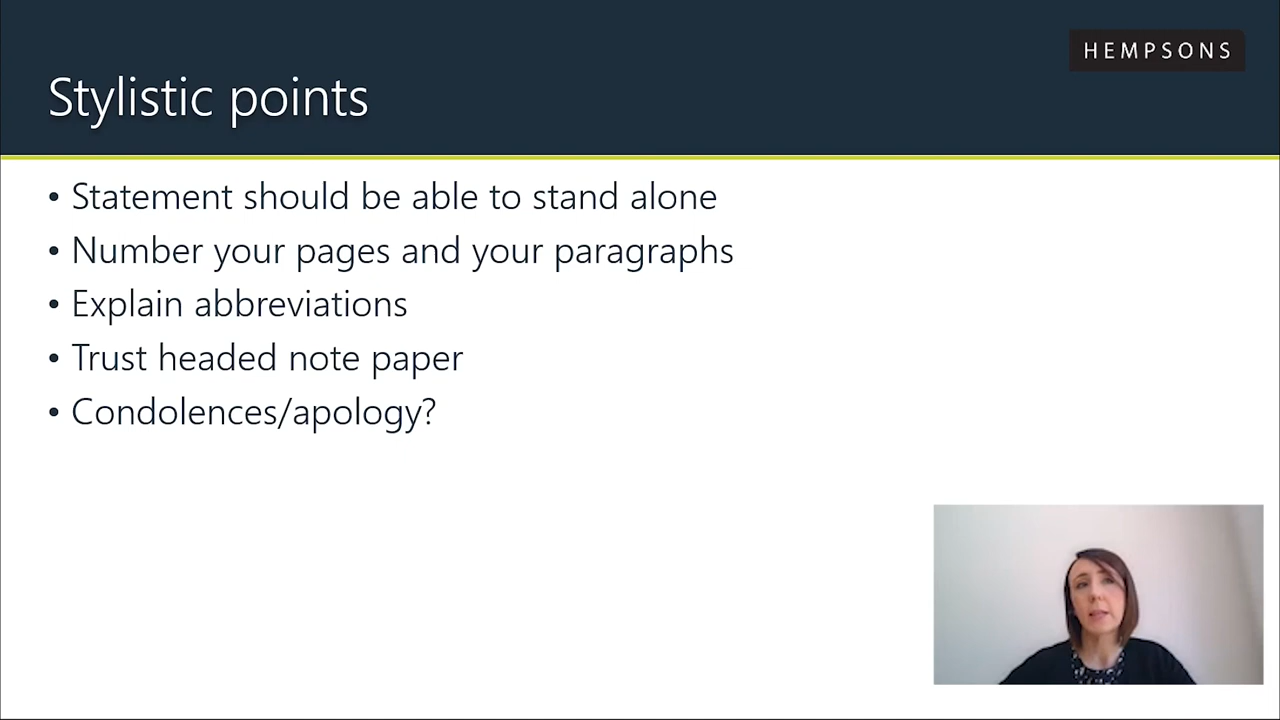 HEMPSONS
Stylistic points
• Statement should be able to stand alone
• Number your pages and your paragraphs
• Explain abbreviations
• Trust headed note paper
• Condolences/apology?